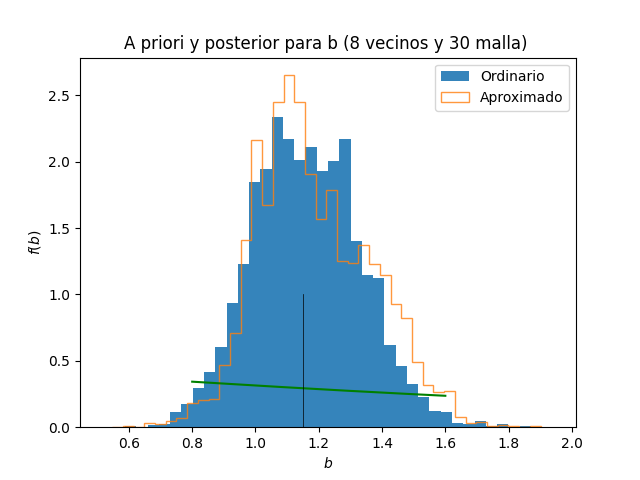 A priori y posterior para b (8 vecinos y 30 malla)
Ordinario
Aproximado
f(b)
2.5
2.0
1.5
1.0
0.5
0.0
0.6 0.8 1.0 1.2 1.4 1.6 1.8 2.0
b